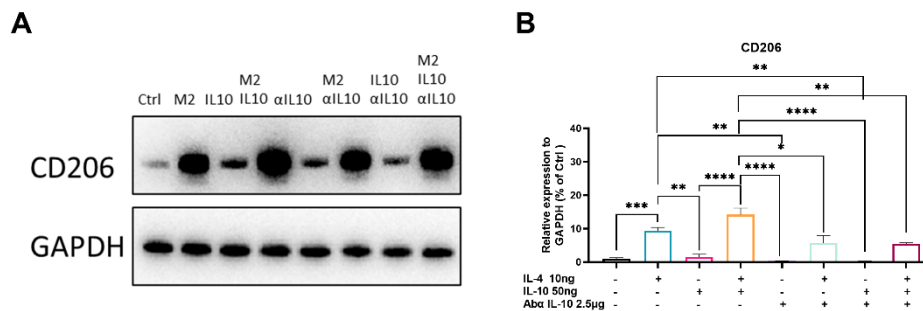 A
Ctrl M2 IL10 M2 IL10 αIL10 M2 αIL10 IL10 αIL10 M2 IL10 αIL10
CD206
GAPDH
B
CD206
**
**
****
**
*
****
****
**
***
Relative expression to
GAPDH (% of Ctrl )
40
30
20
10
0
IL-4 10ng - + - + - + - +
IL-10 50ng - - + + - - + +
Abα IL-10 2.5μg - - - - + + + +